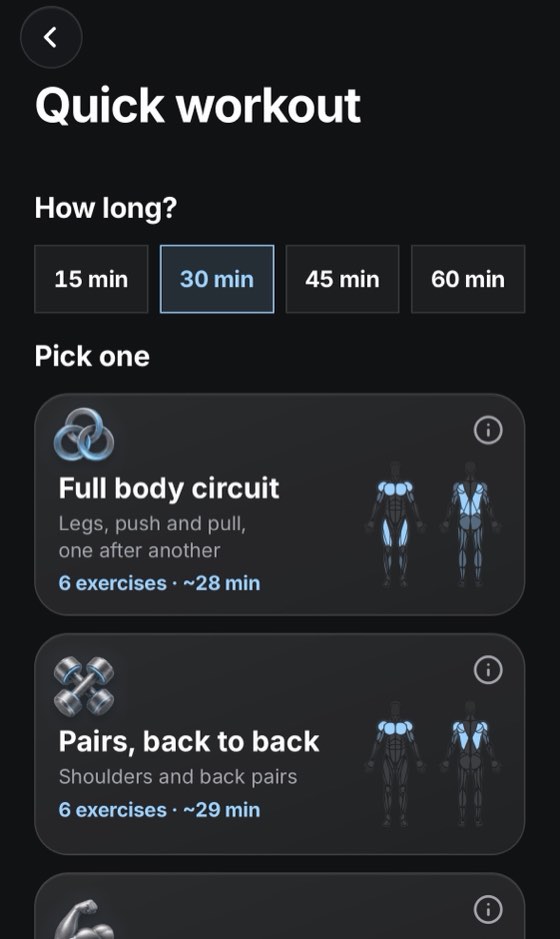 Quick workout
How long?
15 min
30 min
45 min
60 min
Pick one
Full body circuit
Legs, push and pull,
one after another
6 exercises · ~28 min
Pairs, back to back
Shoulders and back pairs
6 exercises · ~29 min